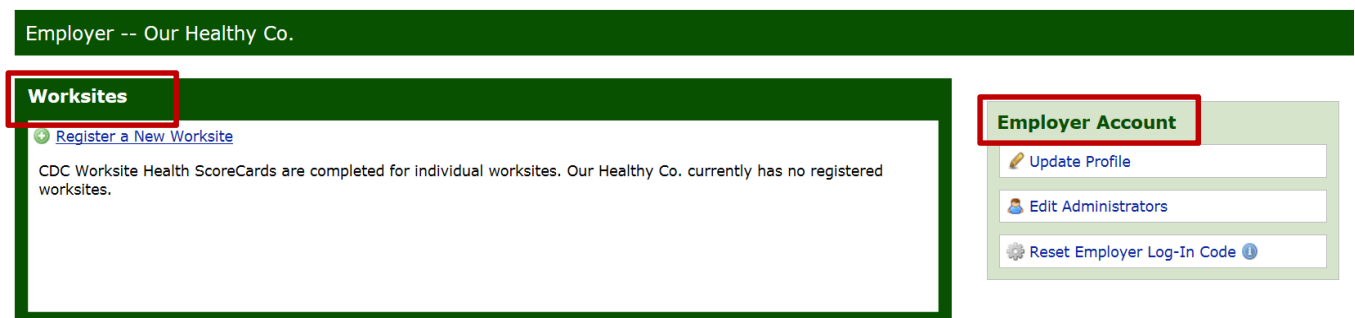 Employer -- Our Healthy Co.
Worksites
Register a New Worksite
CDC Worksite Health ScoreCards are completed for individual worksites. Our Healthy Co. currently has no registered
worksites.
Employer Account
Update Profile
Edit Administrators
Reset Employer Log-In Code